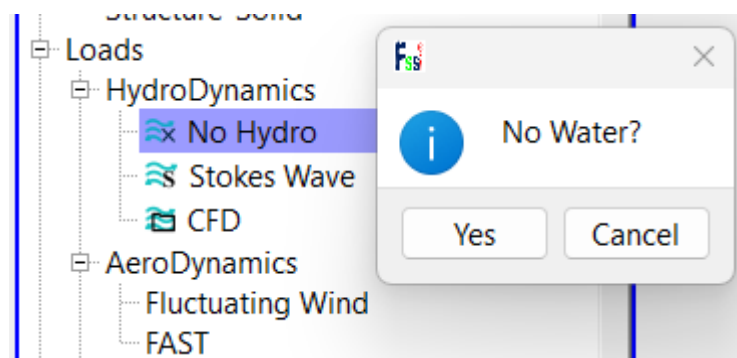 Structure Solid
Loads
HydroDynamics
No Hydro
Stokes Wave
CFD
AeroDynamics
Fluctuating Wind
FAST
No Water?
Yes
Cancel